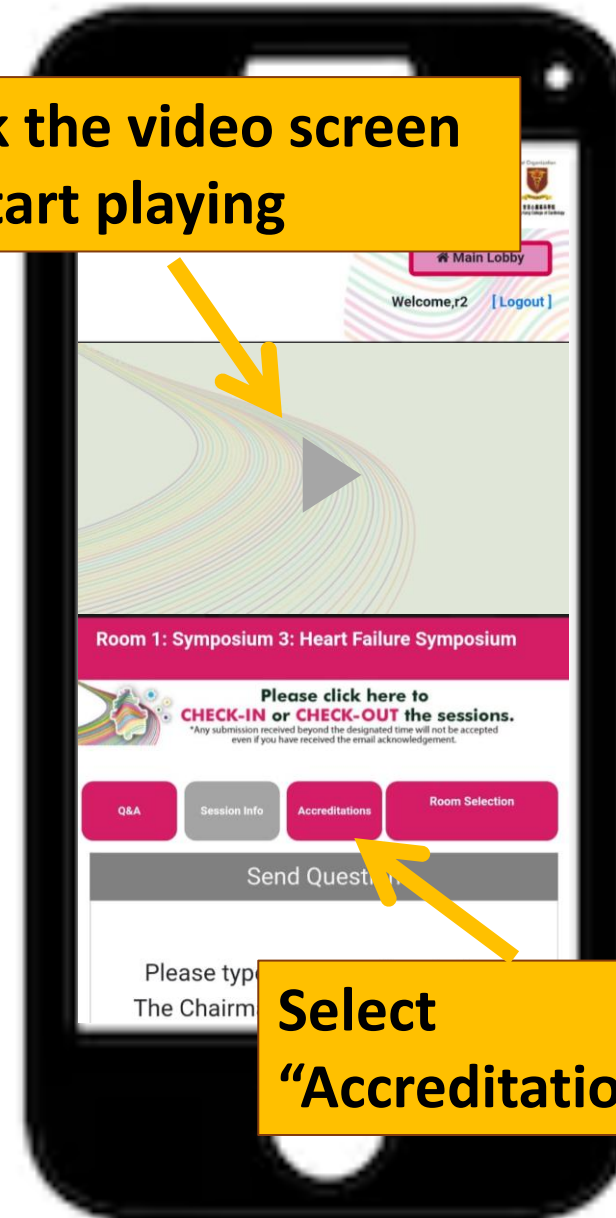 k the video screen
tart playing
Main Lobby
Welcome,r2 [ Logout ]
Room 1: Symposium 3: Heart Failure Symposium
Please click here to
CHECK-IN or CHECK-OUT the sessions.
*Any submission received beyond the designated time will not be accepted
even if you have received the email acknowledgement.
Q&A Session Info Accreditations Room Selection
Send Question
Please type
The Chairm
Select
“Accreditatio